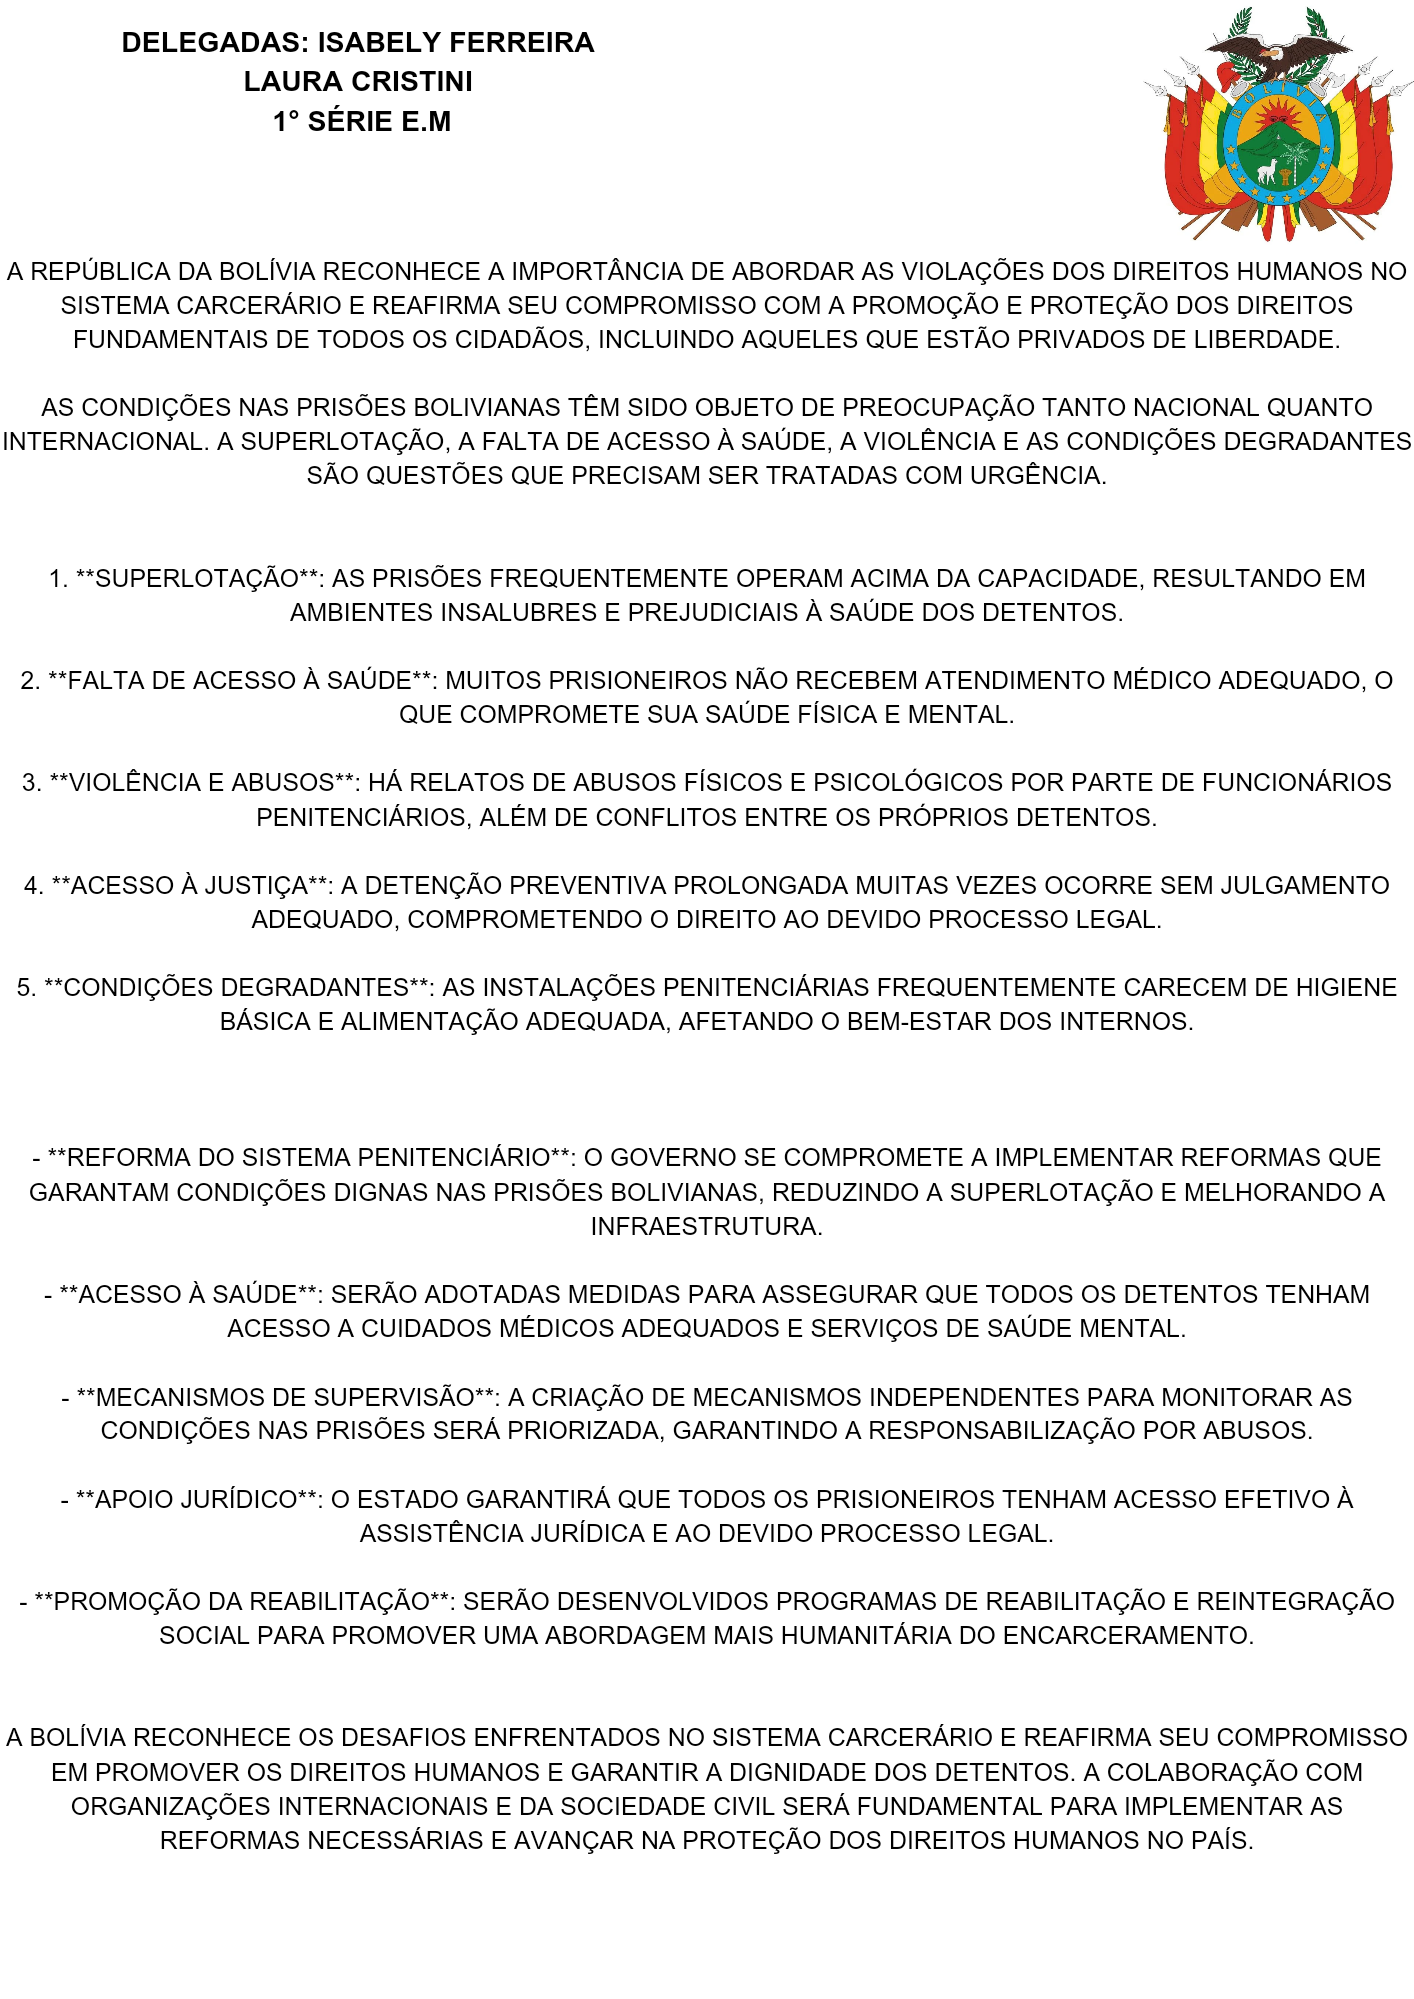 DELEGADAS: ISABELY FERREIRA
LAURA CRISTINI
1° SÉRIE E.M
BOLIVIA
A REPÚBLICA DA BOLÍVIA RECONHECE A IMPORTÂNCIA DE ABORDAR AS VIOLAÇÕES DOS DIREITOS HUMANOS NO
SISTEMA CARCERÁRIO E REAFIRMA SEU COMPROMISSO COM A PROMOÇÃO E PROTEÇÃO DOS DIREITOS
FUNDAMENTAIS DE TODOS OS CIDADÃOS, INCLUINDO AQUELES QUE ESTÃO PRIVADOS DE LIBERDADE.
AS CONDIÇÕES NAS PRISÕES BOLIVIANAS TÊM SIDO OBJETO DE PREOCUPAÇÃO TANTO NACIONAL QUANTO
INTERNACIONAL. A SUPERLOTAÇÃO, A FALTA DE ACESSO À SAÚDE, A VIOLÊNCIA E AS CONDIÇÕES DEGRADANTES
SÃO QUESTÕES QUE PRECISAM SER TRATADAS COM URGÊNCIA.
1. **SUPERLOTAÇÃO**: AS PRISÕES FREQUENTEMENTE OPERAM ACIMA DA CAPACIDADE, RESULTANDO EM
AMBIENTES INSALUBRES E PREJUDICIAIS À SAÚDE DOS DETENTOS.
2. **FALTA DE ACESSO À SAÚDE**: MUITOS PRISIONEIROS NÃO RECEBEM ATENDIMENTO MÉDICO ADEQUADO, O
QUE COMPROMETE SUA SAÚDE FÍSICA E MENTAL.
3. **VIOLÊNCIA E ABUSOS**: HÁ RELATOS DE ABUSOS FÍSICOS E PSICOLÓGICOS POR PARTE DE FUNCIONÁRIOS
PENITENCIÁRIOS, ALÉM DE CONFLITOS ENTRE OS PRÓPRIOS DETENTOS.
4. **ACESSO À JUSTIÇA**: A DETENÇÃO PREVENTIVA PROLONGADA MUITAS VEZES OCORRE SEM JULGAMENTO
ADEQUADO, COMPROMETENDO O DIREITO AO DEVIDO PROCESSO LEGAL.
5. **CONDIÇÕES DEGRADANTES**: AS INSTALAÇÕES PENITENCIÁRIAS FREQUENTEMENTE CARECEM DE HIGIENE
BÁSICA E ALIMENTAÇÃO ADEQUADA, AFETANDO O BEM-ESTAR DOS INTERNOS.
- **REFORMA DO SISTEMA PENITENCIÁRIO**: O GOVERNO SE COMPROMETE A IMPLEMENTAR REFORMAS QUE
GARANTAM CONDIÇÕES DIGNAS NAS PRISÕES BOLIVIANAS, REDUZINDO A SUPERLOTAÇÃO E MELHORANDO A
INFRAESTRUTURA.
- **ACESSO À SAÚDE**: SERÃO ADOTADAS MEDIDAS PARA ASSEGURAR QUE TODOS OS DETENTOS TENHAM
ACESSO A CUIDADOS MÉDICOS ADEQUADOS E SERVIÇOS DE SAÚDE MENTAL.
- **MECANISMOS DE SUPERVISÃO**: A CRIAÇÃO DE MECANISMOS INDEPENDENTES PARA MONITORAR AS
CONDIÇÕES NAS PRISÕES SERÁ PRIORIZADA, GARANTINDO A RESPONSABILIZAÇÃO POR ABUSOS.
- **APOIO JURÍDICO**: O ESTADO GARANTIRÁ QUE TODOS OS PRISIONEIROS TENHAM ACESSO EFETIVO À
ASSISTÊNCIA JURÍDICA E AO DEVIDO PROCESSO LEGAL.
- **PROMOÇÃO DA REABILITAÇÃO**: SERÃO DESENVOLVIDOS PROGRAMAS DE REABILITAÇÃO E REINTEGRAÇÃO
SOCIAL PARA PROMOVER UMA ABORDAGEM MAIS HUMANITÁRIA DO ENCARCERAMENTO.
A BOLÍVIA RECONHECE OS DESAFIOS ENFRENTADOS NO SISTEMA CARCERÁRIO E REAFIRMA SEU COMPROMISSO
EM PROMOVER OS DIREITOS HUMANOS E GARANTIR A DIGNIDADE DOS DETENTOS. A COLABORAÇÃO COM
ORGANIZAÇÕES INTERNACIONAIS E DA SOCIEDADE CIVIL SERÁ FUNDAMENTAL PARA IMPLEMENTAR AS
REFORMAS NECESSÁRIAS E AVANÇAR NA PROTEÇÃO DOS DIREITOS HUMANOS NO PAÍS.